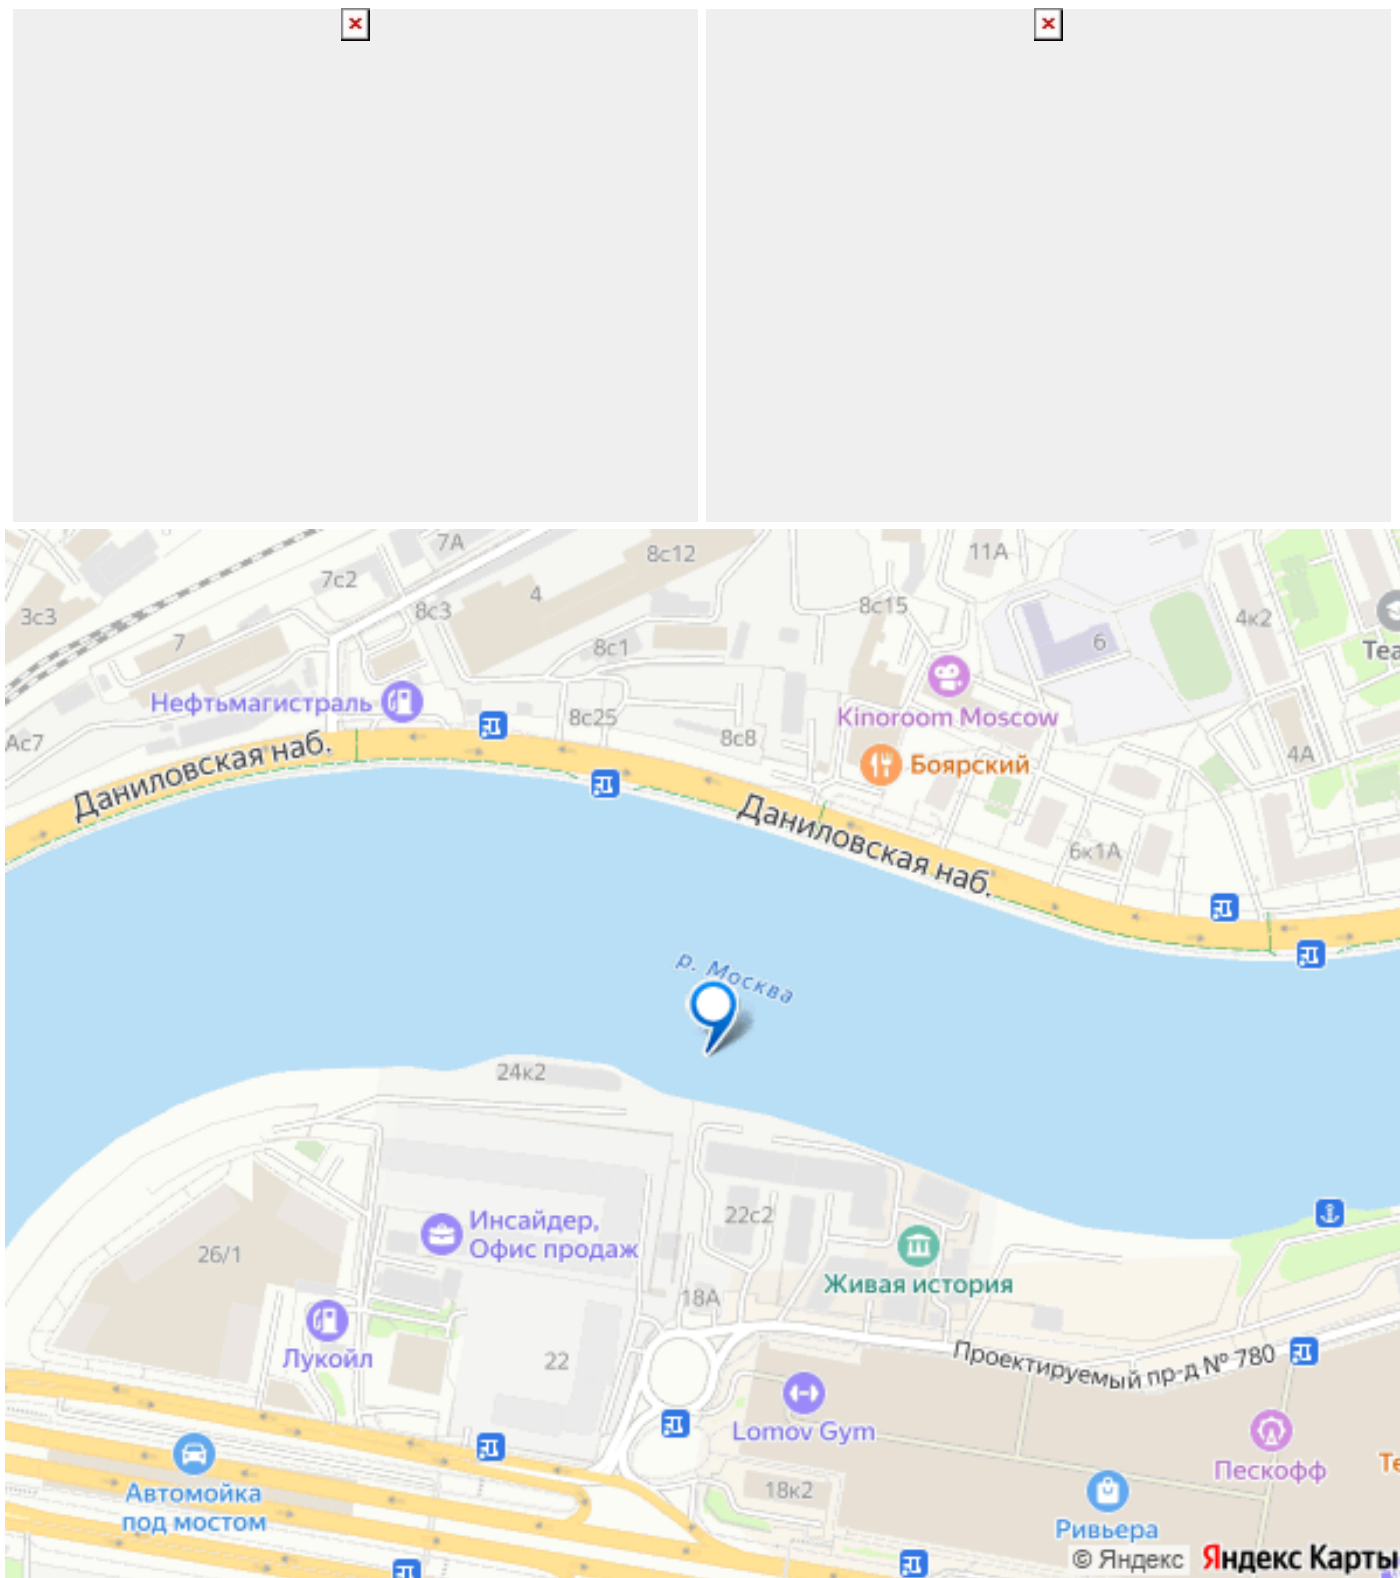 7А
8с12
11А
7с2
4
8с3
8с15
4к2
3с3
7
8с1
6
Теа
Нефтьмагистраль
8с25
Kinoroom Moscow
Ас7
8с8
4А
Даниловская наб.
Боярский
Даниловская наб.
6к1А
р. Москва
24к2
22с2
Инсайдер,
Офис продаж
26/1
Живая история
18А
Лукойл
22
Проектируемый пр-д № 780
Lomov Gym
Пескофф
Те
Автомойка
под мостом
18к2
Ривьера
© Яндекс Яндекс Карты